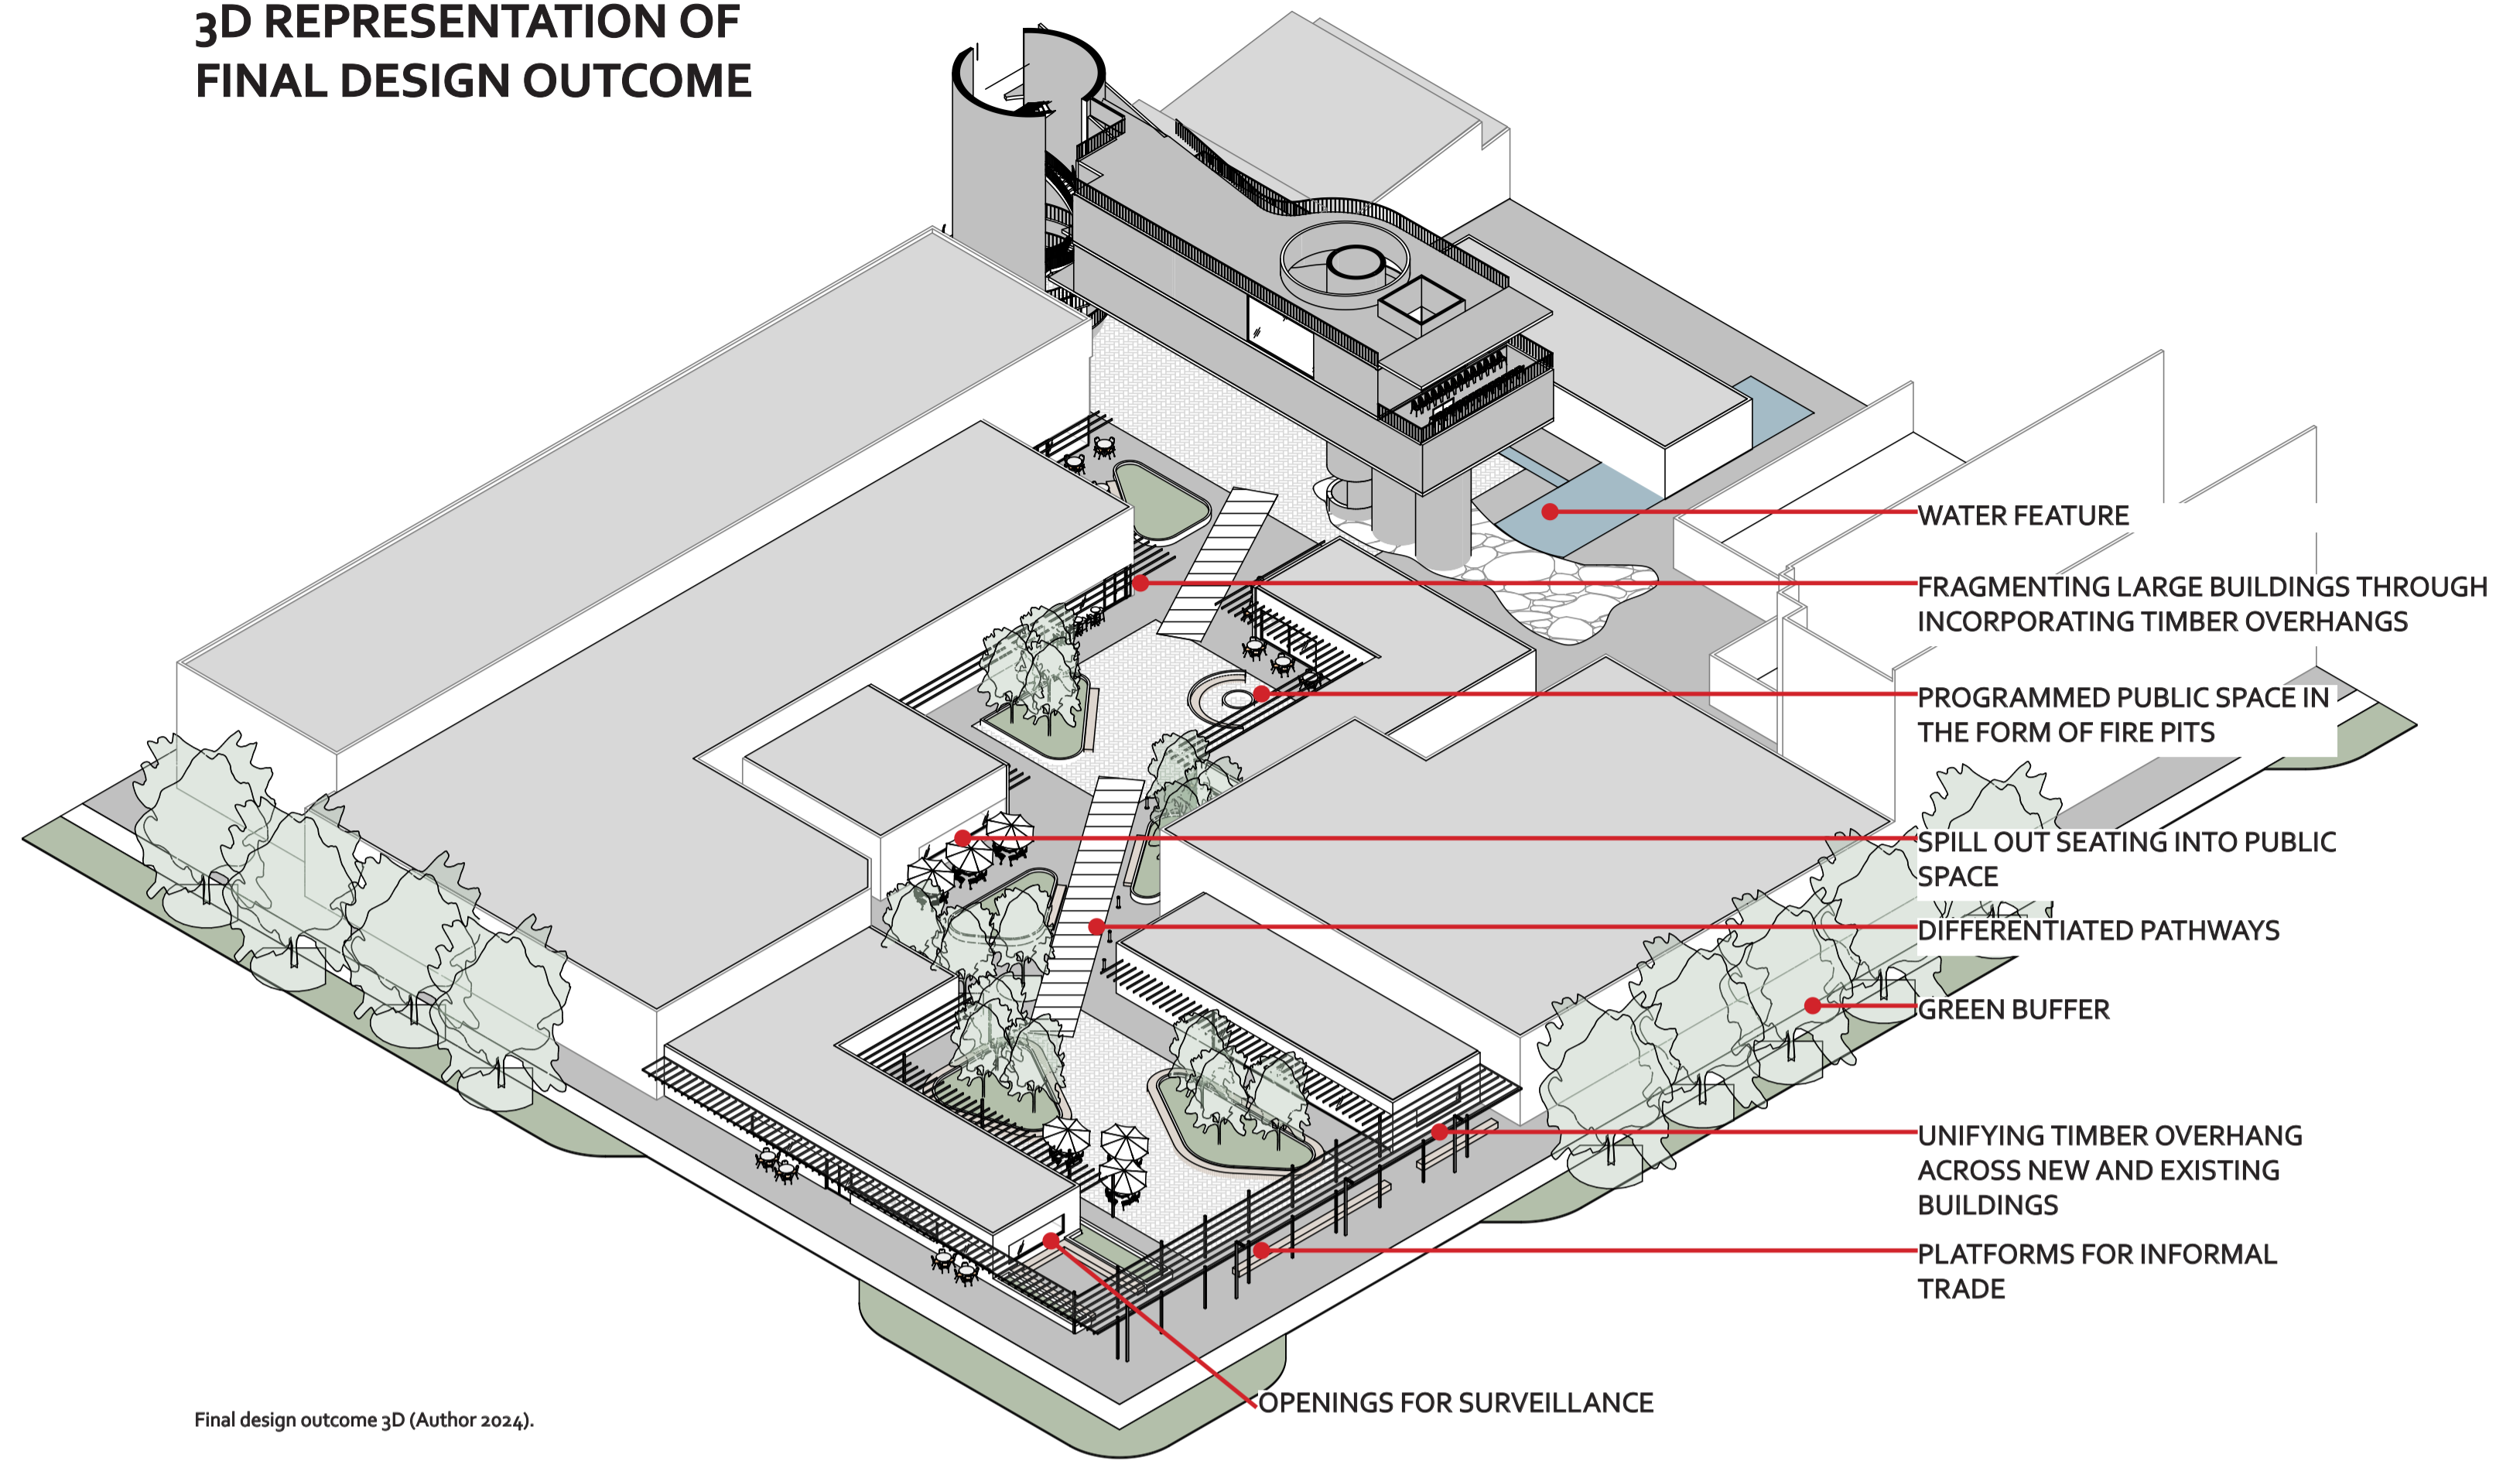 3D REPRESENTATION OF
FINAL DESIGN OUTCOME
WATER FEATURE
FRAGMENTING LARGE BUILDINGS THROUGH
INCORPORATING TIMBER OVERHANGS
PROGRAMMED PUBLIC SPACE IN
THE FORM OF FIRE PITS
SPILL OUT SEATING INTO PUBLIC
SPACE
DIFFERENTIATED PATHWAYS
GREEN BUFFER
UNIFYING TIMBER OVERHANG
ACROSS NEW AND EXISTING
BUILDINGS
PLATFORMS FOR INFORMAL
TRADE
OPENINGS FOR SURVEILLANCE
Final design outcome 3D (Author 2024).